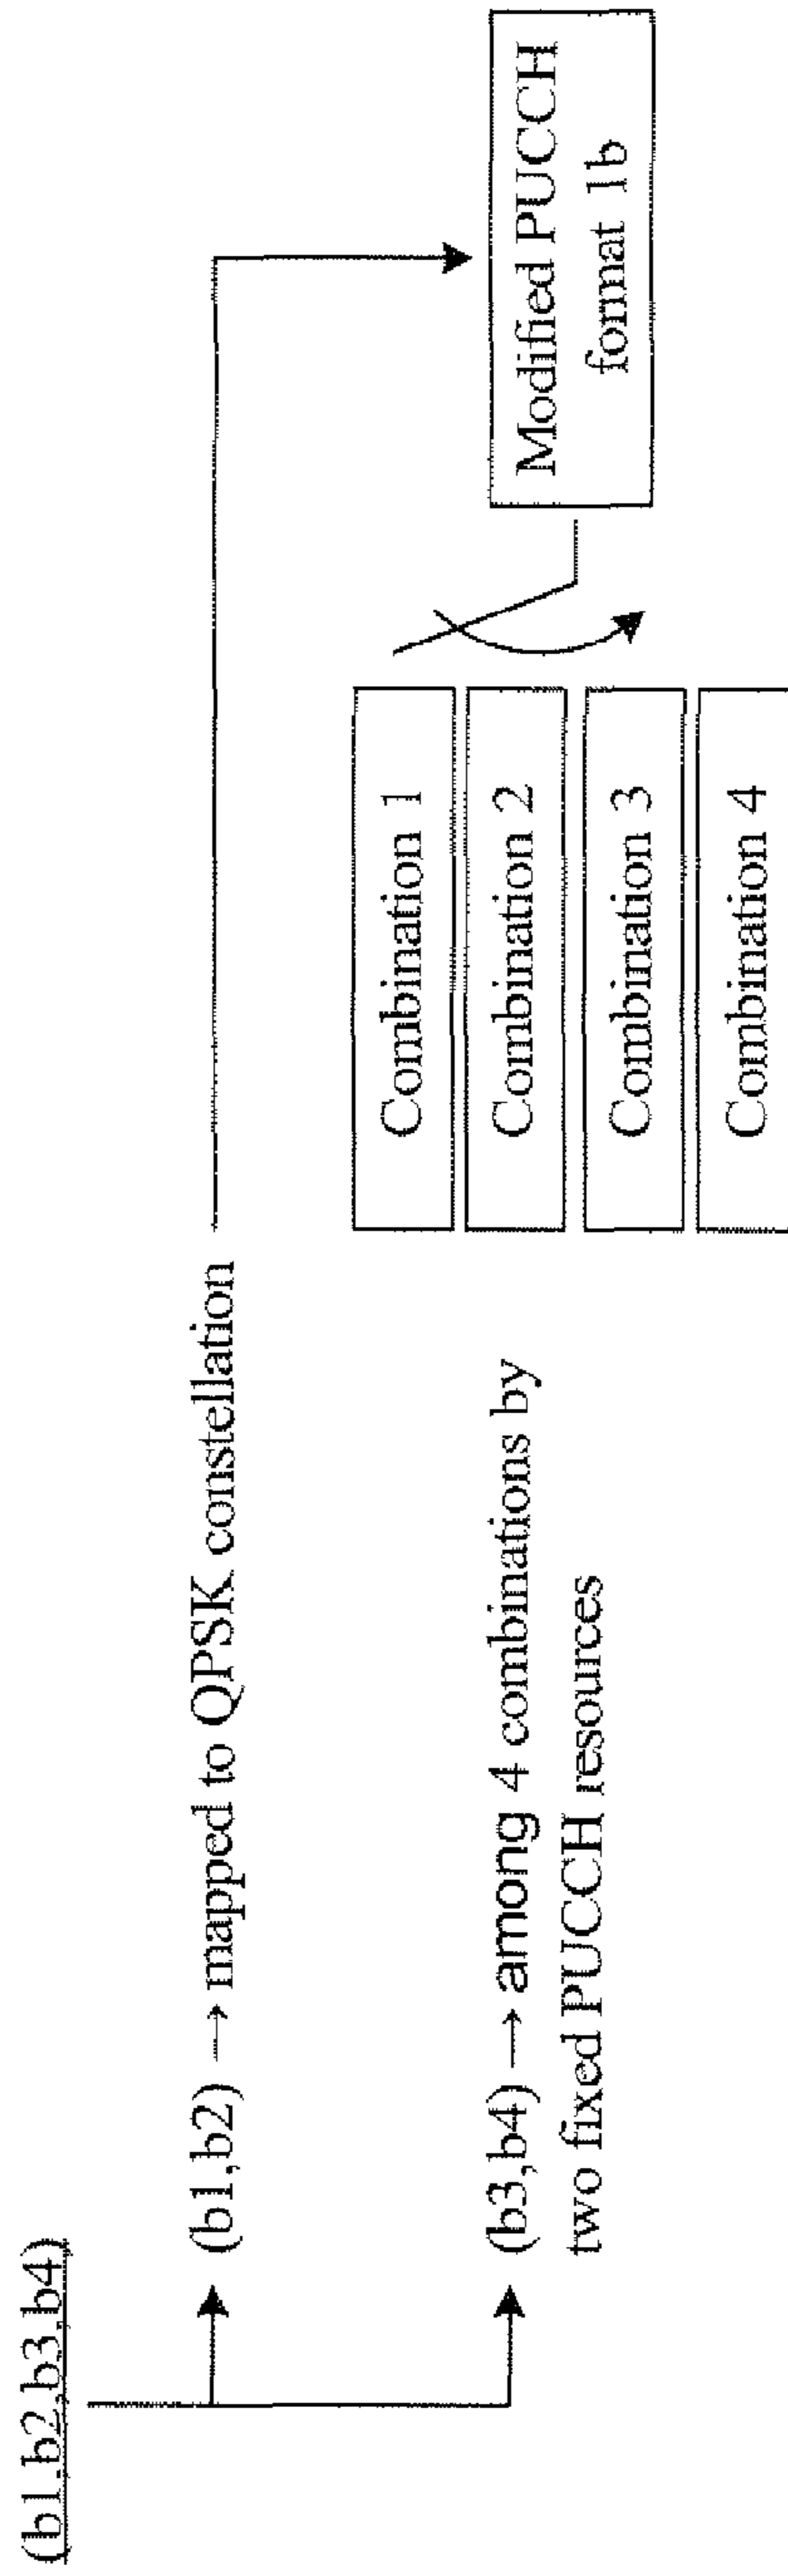 (b1,b2,b3,b4)
(b1,b2) → mapped to QPSK constellation
(b3,b4) → among 4 combinations by
two fixed PUCCH resources
Combination 1
Combination 2
Combination 3
Combination 4
Modified PUCCH
format 1b